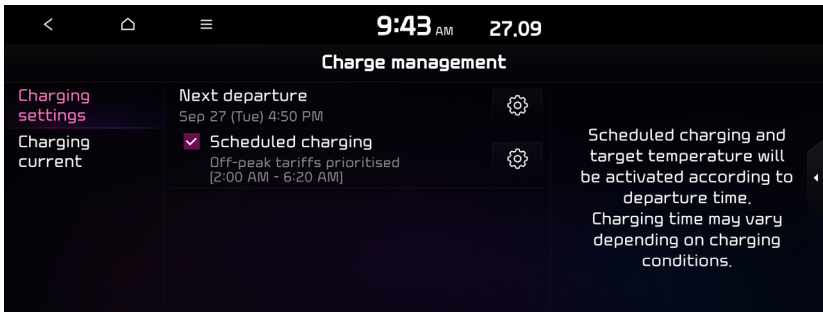 9:43 AM 27.09
Charge management
Charging
settings
Next departure
Sep 27 (Tue) 4:50 PM
Charging
current
Scheduled charging
Off-peak tariffs prioritised
[2:00 AM - 6:20 AM]
Scheduled charging and
target temperature will
be activated according to
departure time.
Charging time may vary
depending on charging
conditions.